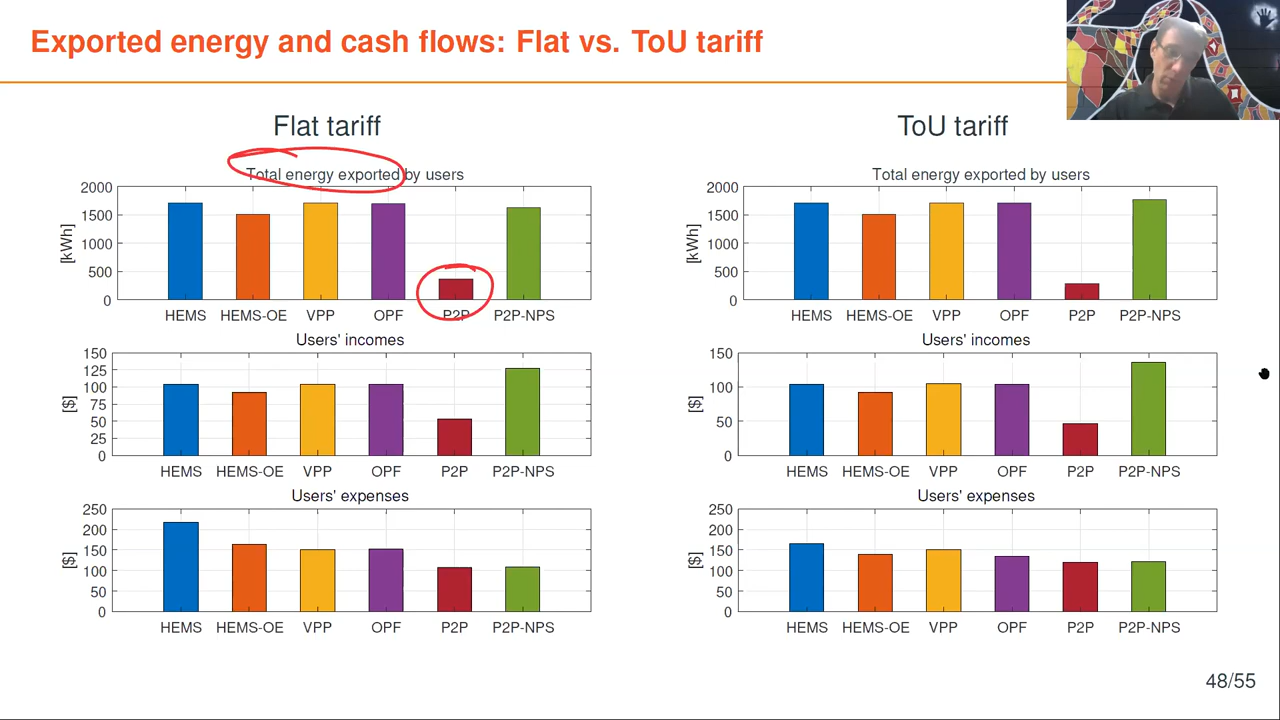 Exported energy and cash flows: Flat vs. ToU tariff
Flat tariff
Total energy exported by users
2000
1500
1000
500
0
[kWh]
HEMS HEMS-OE VPP OPF P2P P2P-NPS
Users' incomes
150
125
100
75
50
25
0
[$]
HEMS HEMS-OE VPP OPF P2P P2P-NPS
Users' expenses
250
200
150
100
50
0
[$]
HEMS HEMS-OE VPP OPF P2P P2P-NPS
ToU tariff
Total energy exported by users
2000
1500
1000
500
0
[kWh]
HEMS HEMS-OE VPP OPF P2P P2P-NPS
Users' incomes
150
100
50
0
[$]
HEMS HEMS-OE VPP OPF P2P P2P-NPS
Users' expenses
250
200
150
100
50
0
[$]
HEMS HEMS-OE VPP OPF P2P P2P-NPS
48/55